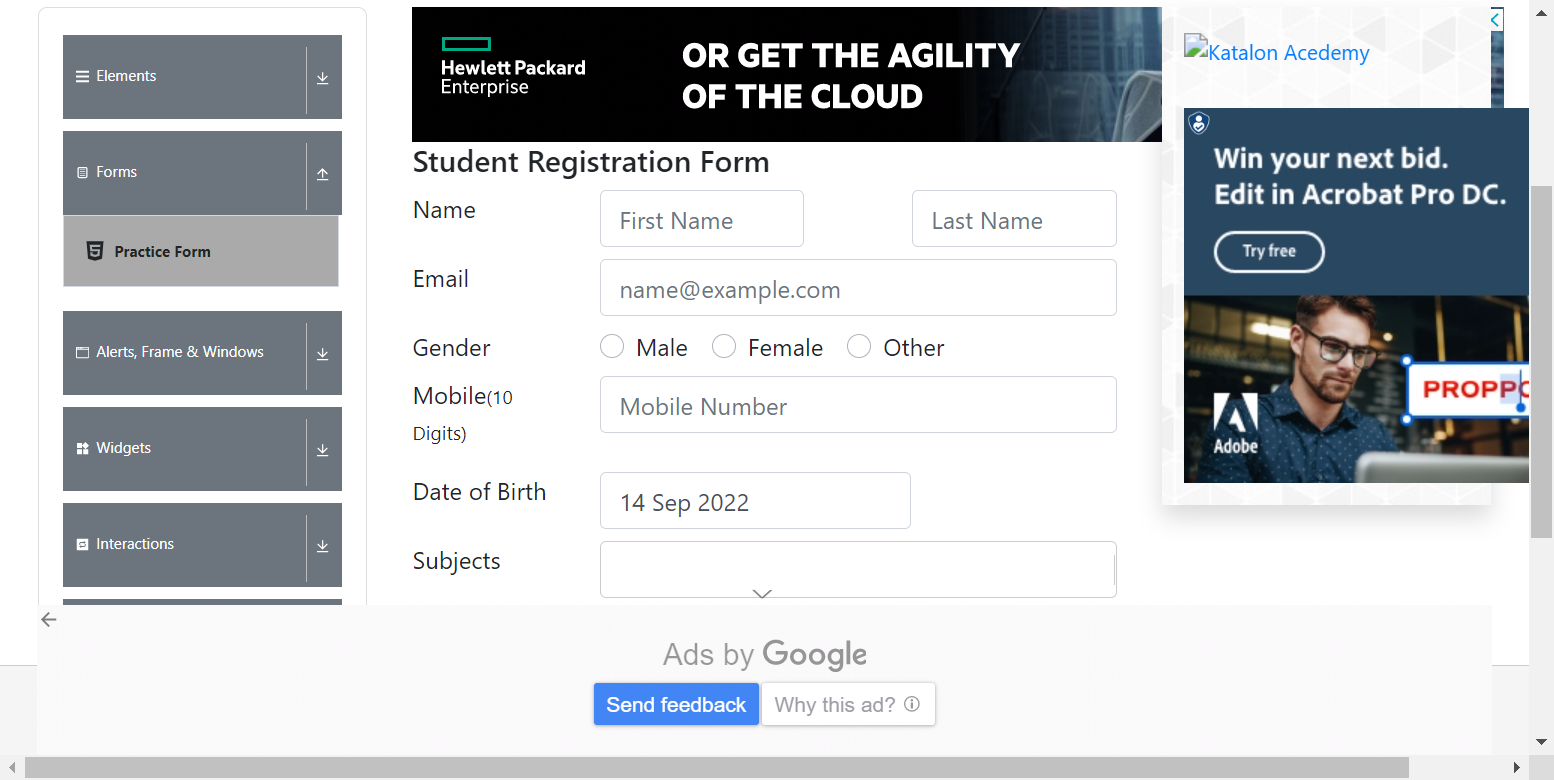 Elements
Forms
Practice Form
Alerts, Frame & Windows
Widgets
Interactions
Hewlett Packard
Enterprise
OR GET THE AGILITY
OF THE CLOUD
Student Registration Form
Name
First Name
Last Name
Email
name@example.com
Gender
Male
Female
Other
Mobile(10
Digits)
Mobile Number
Date of Birth
14 Sep 2022
Subjects
Katalon Acedemy
Win your next bid.
Edit in Acrobat Pro DC.
Try free
PROPPO
Adobe
Ads by Google
Send feedback
Why this ad?